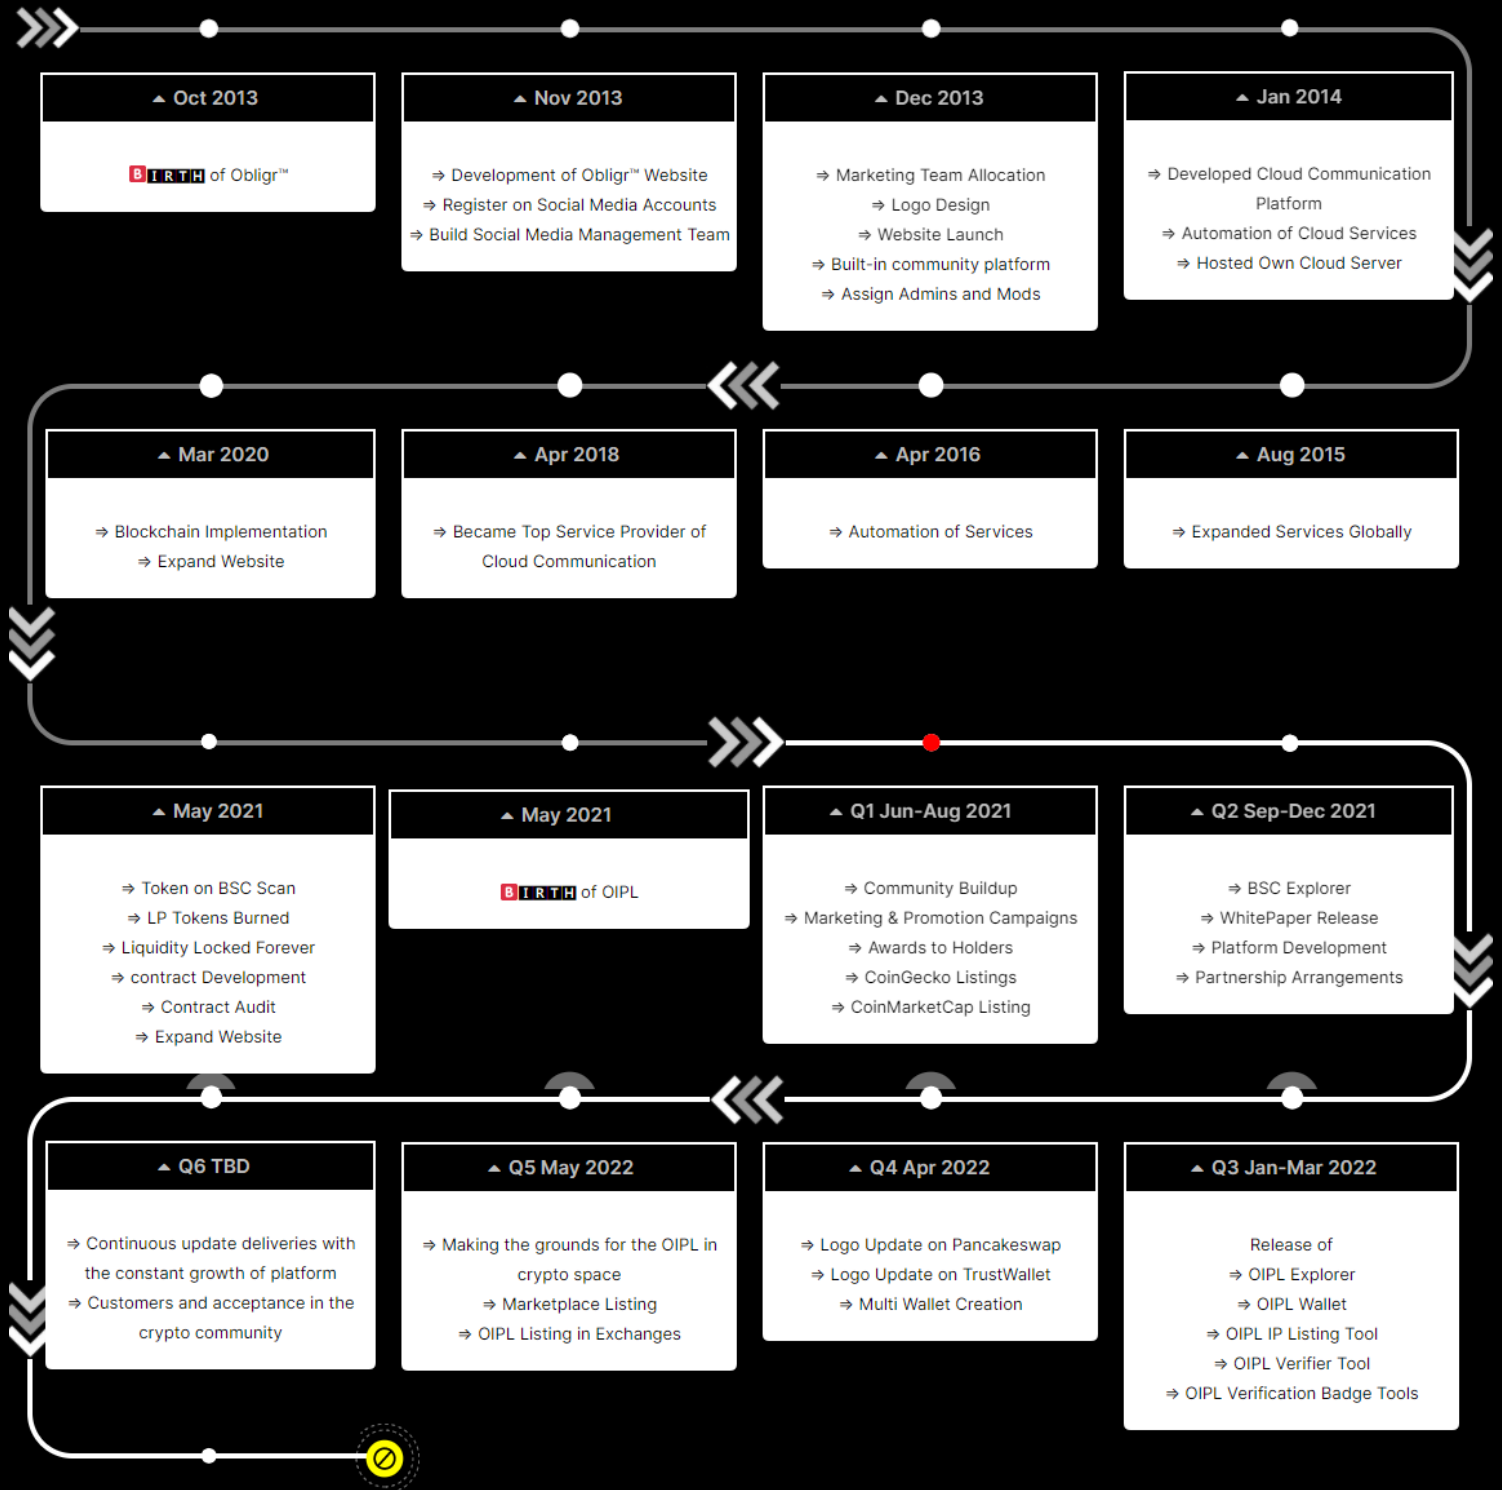 Oct 2013
BIRTH of Obligr™
Nov 2013
⇒ Development of Obligr™ Website
⇒ Register on Social Media Accounts
⇒ Build Social Media Management Team
Dec 2013
⇒ Marketing Team Allocation
⇒ Logo Design
⇒ Website Launch
⇒ Built-in community platform
⇒ Assign Admins and Mods
Jan 2014
⇒ Developed Cloud Communication
Platform
⇒ Automation of Cloud Services
⇒ Hosted Own Cloud Server
Aug 2015
⇒ Expanded Services Globally
Apr 2016
⇒ Automation of Services
Apr 2018
⇒ Became Top Service Provider of
Cloud Communication
Mar 2020
⇒ Blockchain Implementation
⇒ Expand Website
May 2021
⇒ Token on BSC Scan
⇒ LP Tokens Burned
⇒ Liquidity Locked Forever
⇒ contract Development
⇒ Contract Audit
⇒ Expand Website
May 2021
BIRTH of OIPL
Q1 Jun-Aug 2021
⇒ Community Buildup
⇒ Marketing & Promotion Campaigns
⇒ Awards to Holders
⇒ CoinGecko Listings
⇒ CoinMarketCap Listing
Q2 Sep-Dec 2021
⇒ BSC Explorer
⇒ WhitePaper Release
⇒ Platform Development
⇒ Partnership Arrangements
Q3 Jan-Mar 2022
Release of
⇒ OIPL Explorer
⇒ OIPL Wallet
⇒ OIPL IP Listing Tool
⇒ OIPL Verifier Tool
⇒ OIPL Verification Badge Tools
Q4 Apr 2022
⇒ Logo Update on Pancakeswap
⇒ Logo Update on TrustWallet
⇒ Multi Wallet Creation
Q5 May 2022
⇒ Making the grounds for the OIPL in
crypto space
⇒ Marketplace Listing
⇒ OIPL Listing in Exchanges
Q6 TBD
⇒ Continuous update deliveries with
the constant growth of platform
⇒ Customers and acceptance in the
crypto community